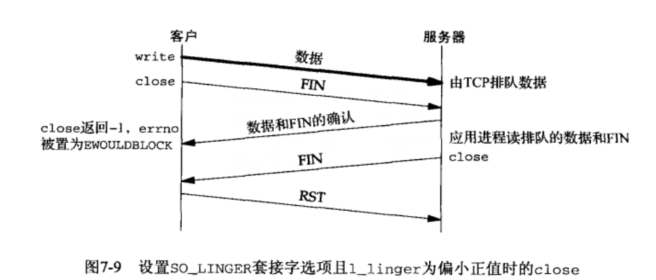 客户
服务器
write
数据
close
FIN
由TCP排队数据
数据和FIN的确认
close返回-1，errno
被置为EWOULDBLOCK
应用进程读排队的数据和FIN
FIN
close
RST
图7-9 设置SO_LINGER套接字选项且l_linger为偏小正值时的close